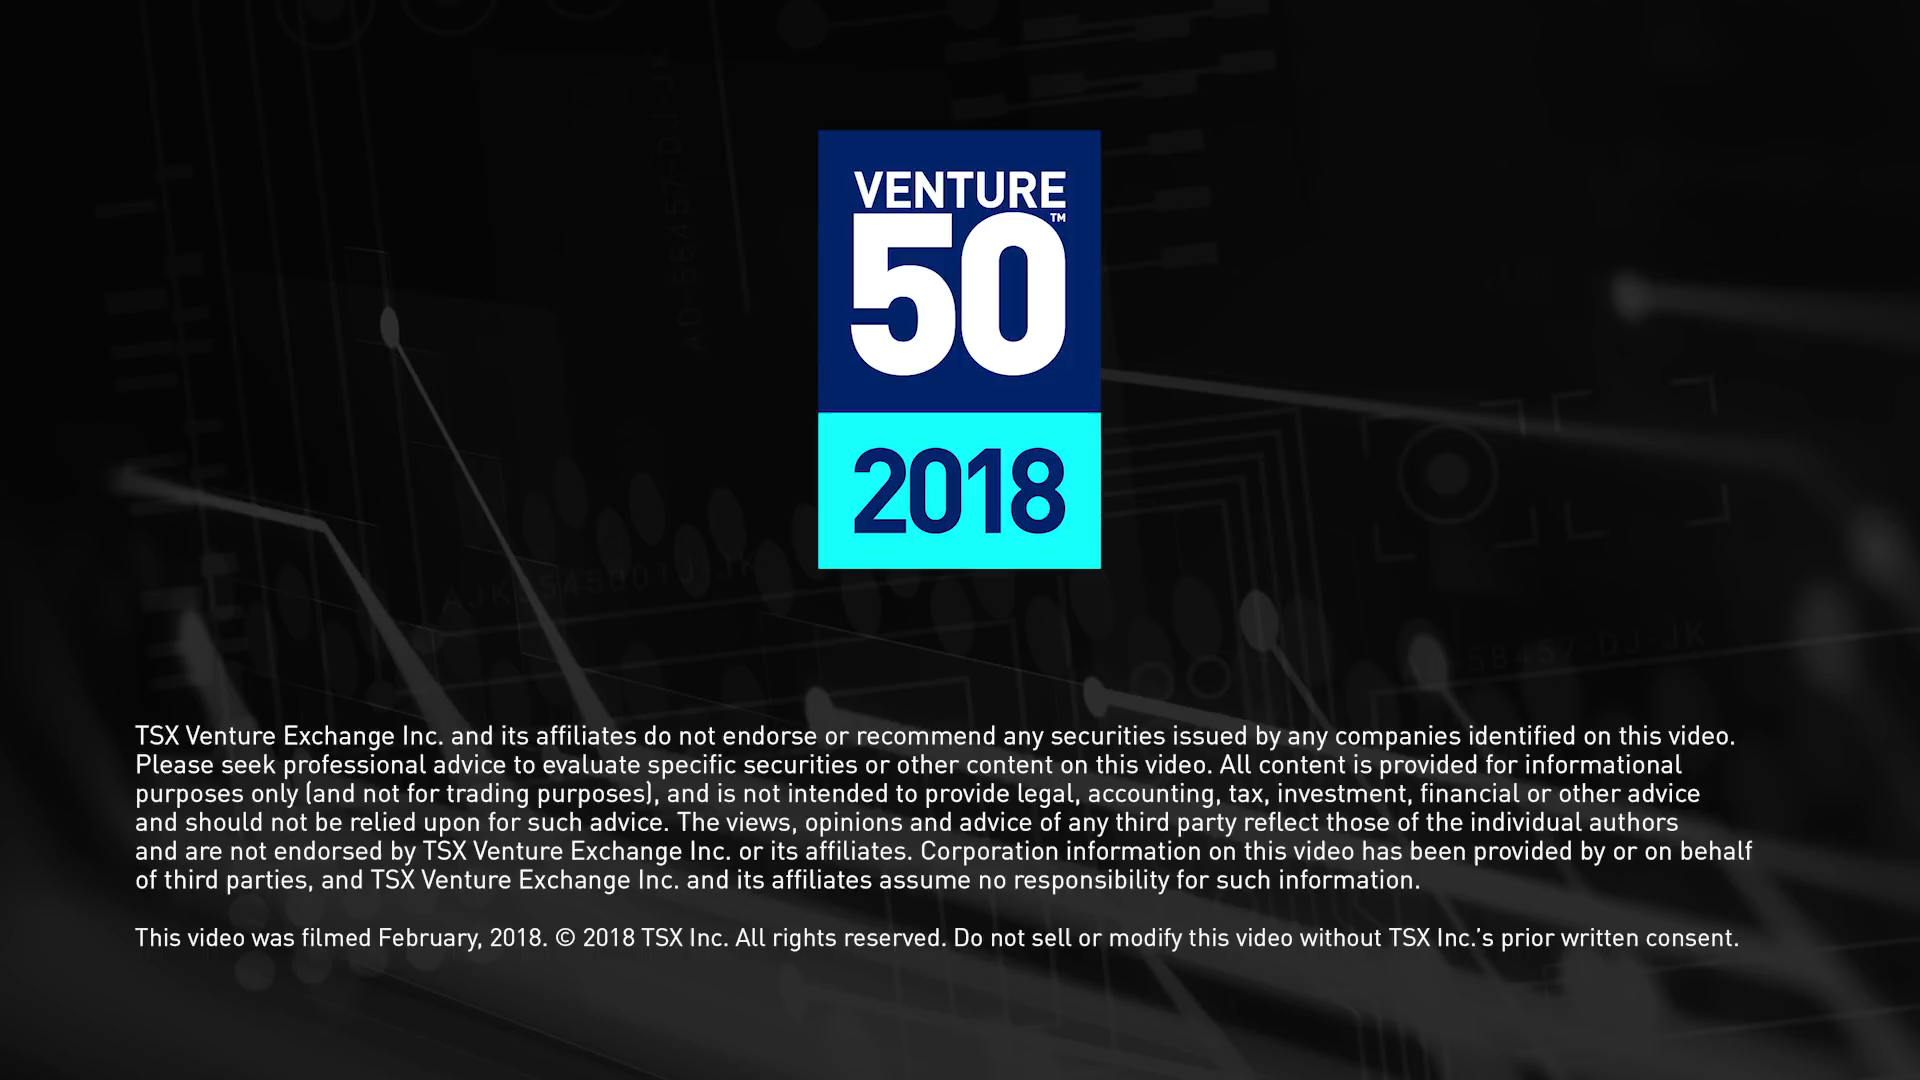 VENTURE
50™
2018
TSX Venture Exchange Inc. and its affiliates do not endorse or recommend any securities issued by any companies identified on this video.
Please seek professional advice to evaluate specific securities or other content on this video. All content is provided for informational
purposes only (and not for trading purposes), and is not intended to provide legal, accounting, tax, investment, financial or other advice
and should not be relied upon for such advice. The views, opinions and advice of any third party reflect those of the individual authors
and are not endorsed by TSX Venture Exchange Inc. or its affiliates. Corporation information on this video has been provided by or on behalf
of third parties, and TSX Venture Exchange Inc. and its affiliates assume no responsibility for such information.
This video was filmed February, 2018. © 2018 TSX Inc. All rights reserved. Do not sell or modify this video without TSX Inc.'s prior written consent.